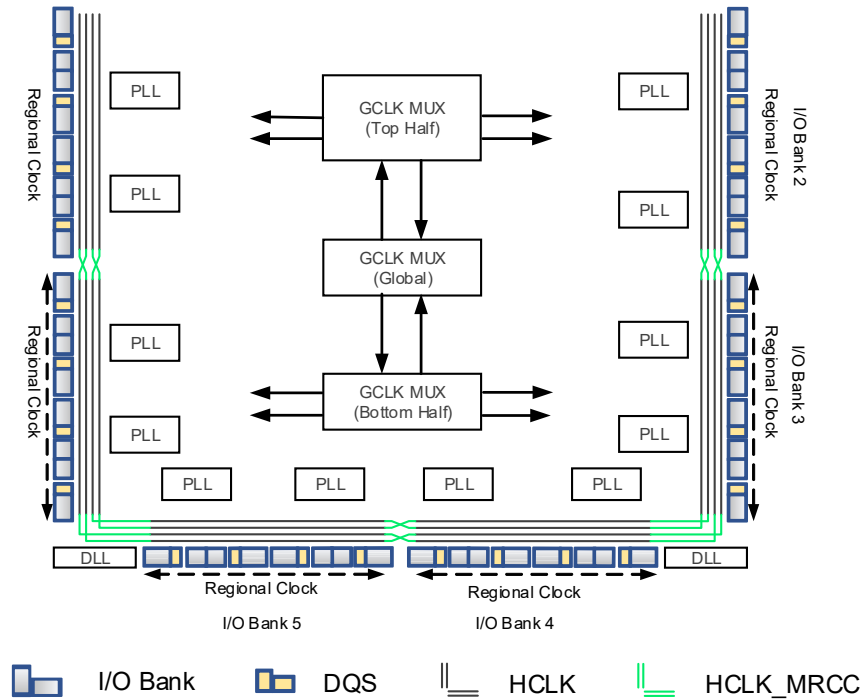 Regional Clock
PLL
GCLK MUX
(Top Half)
PLL
Regional Clock
I/O Bank 2
PLL
PLL
GCLK MUX
(Global)
Regional Clock
PLL
PLL
Regional Clock
I/O Bank 3
GCLK MUX
(Bottom Half)
PLL
PLL
PLL
PLL
PLL
PLL
DLL
DLL
Regional Clock
Regional Clock
I/O Bank 5
I/O Bank 4
I/O Bank
DQS
HCLK
HCLK_MRCC